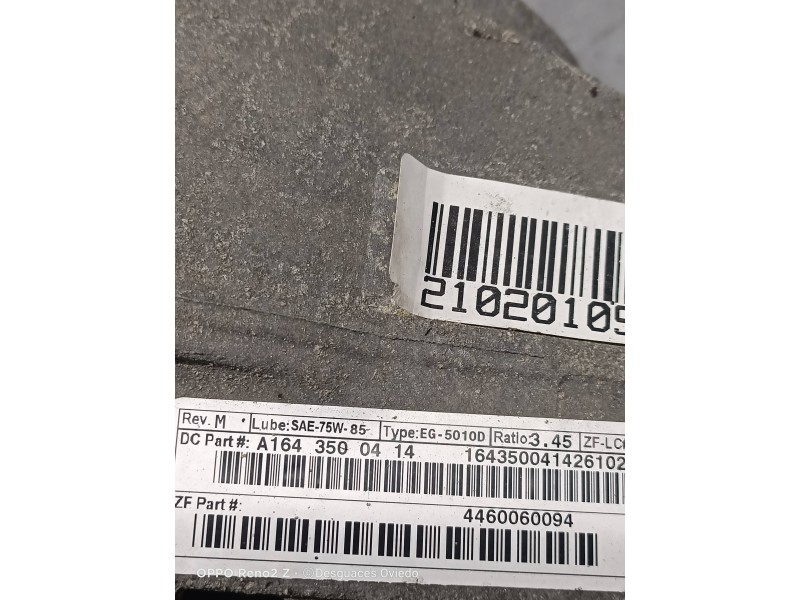 21020109
Rev. M Lube:SAE-75W-85 Type:EG-5010D Ratio:3.45
DC Part #: A164 350 04 14 164350041426102
ZF Part #: 4460060094
OPPO Reno2 Z • © Desguaces Oviedo